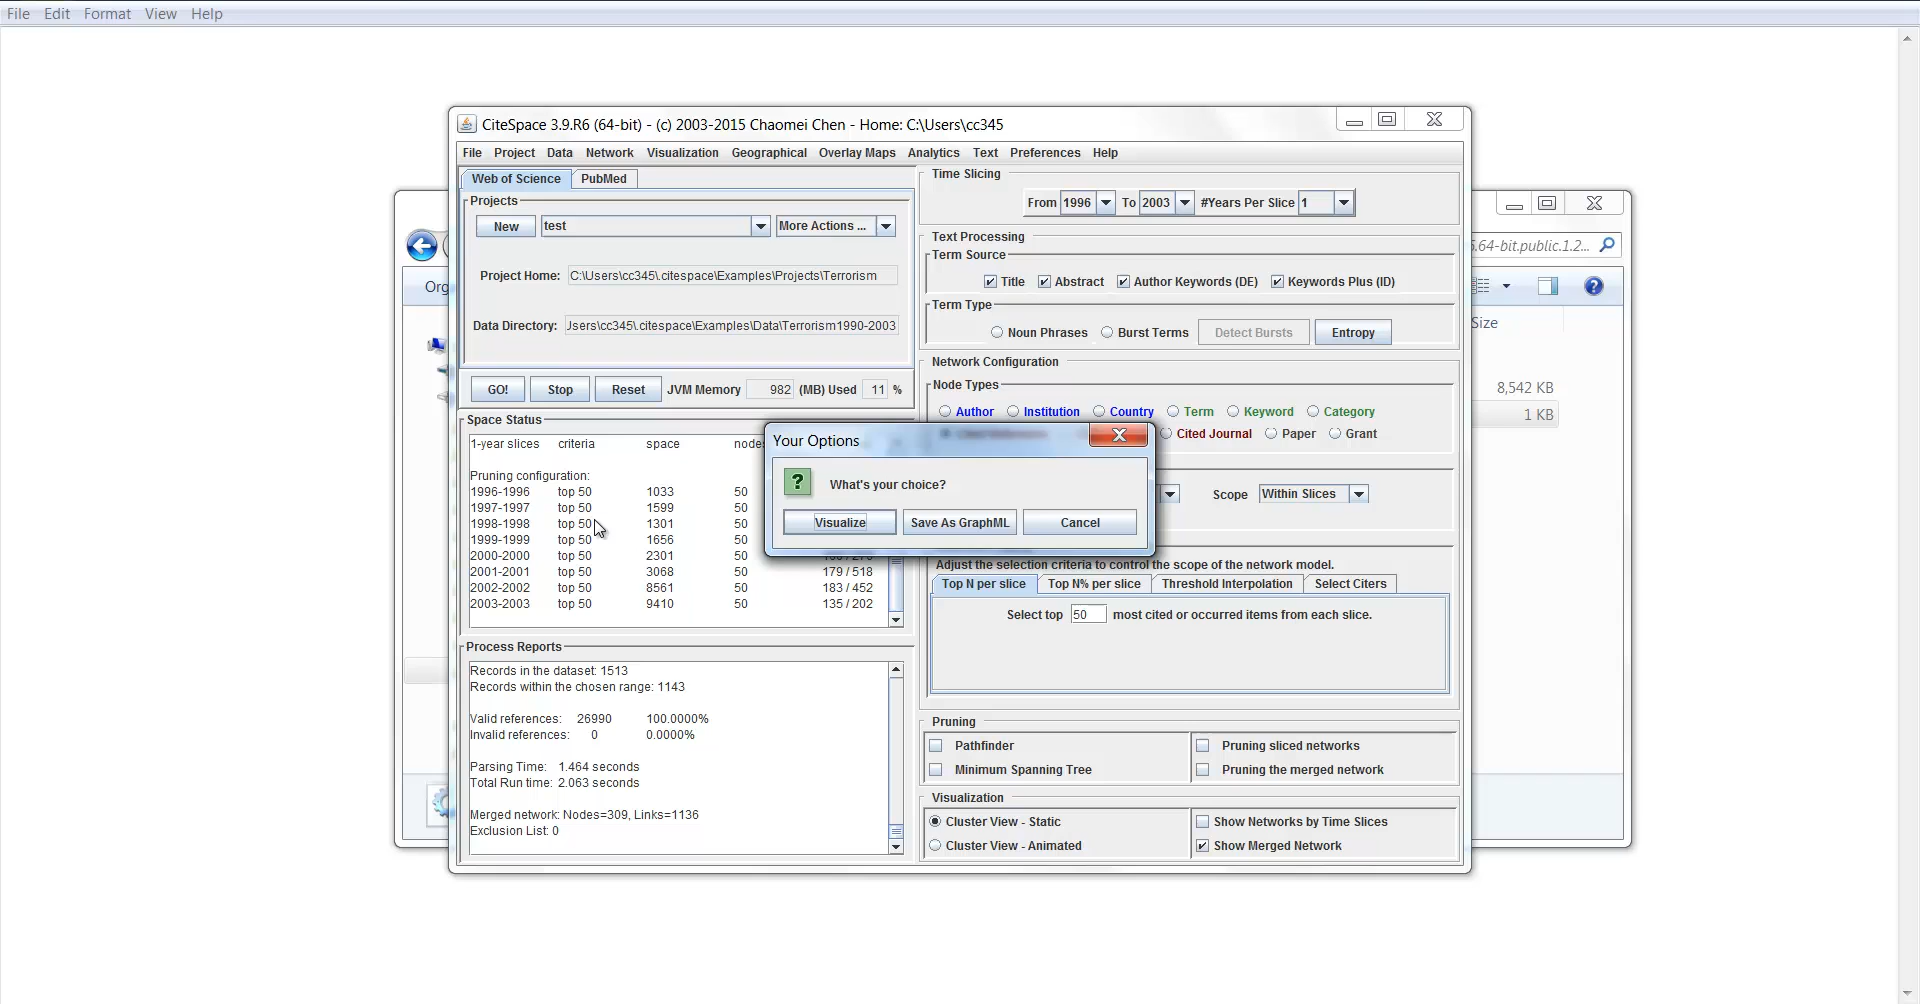 File Edit Format View Help
CiteSpace 3.9.R6 (64-bit) - (c) 2003-2015 Chaomei Chen - Home: C:\Users\cc345
File Project Data Network Visualization Geographical Overlay Maps Analytics Text Preferences Help
Web of Science PubMed
Projects
New test More Actions ...
Project Home: C:\Users\cc345\.citespace\Examples\Projects\Terrorism
Data Directory: Jsers\cc345\.citespace\Examples\Data\Terrorism1990-2003
GO! Stop Reset JVM Memory 982 (MB) Used 11 %
Space Status
1-year slices criteria space nodes
Pruning configuration:
1996-1996 top 50 1033 50
1997-1997 top 50 1599 50
1998-1998 top 50 1301 50
1999-1999 top 50 1656 50
2000-2000 top 50 2301 50
2001-2001 top 50 3068 50 179 / 518
2002-2002 top 50 8561 50 183 / 452
2003-2003 top 50 9410 50 135 / 202
Process Reports
Records in the dataset: 1513
Records within the chosen range: 1143
Valid references: 26990 100.0000%
Invalid references: 0 0.0000%
Parsing Time: 1.464 seconds
Total Run time: 2.063 seconds
Merged network: Nodes=309, Links=1136
Exclusion List: 0
Time Slicing
From 1996 To 2003 #Years Per Slice 1
Text Processing
Term Source
Title Abstract Author Keywords (DE) Keywords Plus (ID)
Term Type
Noun Phrases Burst Terms Detect Bursts Entropy
Network Configuration
Node Types
Author Institution Country Term Keyword Category
Cited Journal Paper Grant
Scope Within Slices
Your Options
? What's your choice?
Visualize Save As GraphML Cancel
Adjust the selection criteria to control the scope of the network model.
Top N per slice Top N% per slice Threshold Interpolation Select Citers
Select top 50 most cited or occurred items from each slice.
Pruning
Pathfinder Pruning sliced networks
Minimum Spanning Tree Pruning the merged network
Visualization
Cluster View - Static Show Networks by Time Slices
Cluster View - Animated Show Merged Network
Org
.64-bit.public.1.2...
Size
8,542 KB
1 KB